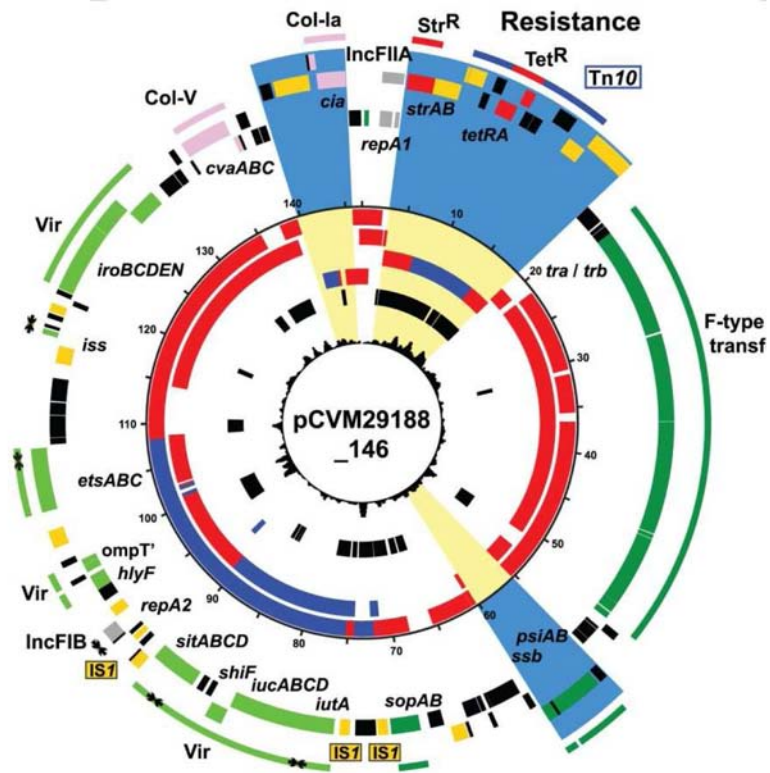 Col-Ia
Str R
Resistance
IncFIIA
Tet R
Tn10
Col-V
cia
strAB
tetRA
repA1
cvaABC
Vir
140
10
130
20
tra / trb
iroBCDEN
120
30
F-type
transf
iss
pCVM29188
_146
110
40
etsABC
100
50
ompT'
hlyF
Vir
90
60
repA2
psiAB
ssb
IncFIB
80
70
sitABCD
IS1
shiF
iucABCD
iutA
sopAB
IS1
IS1
Vir